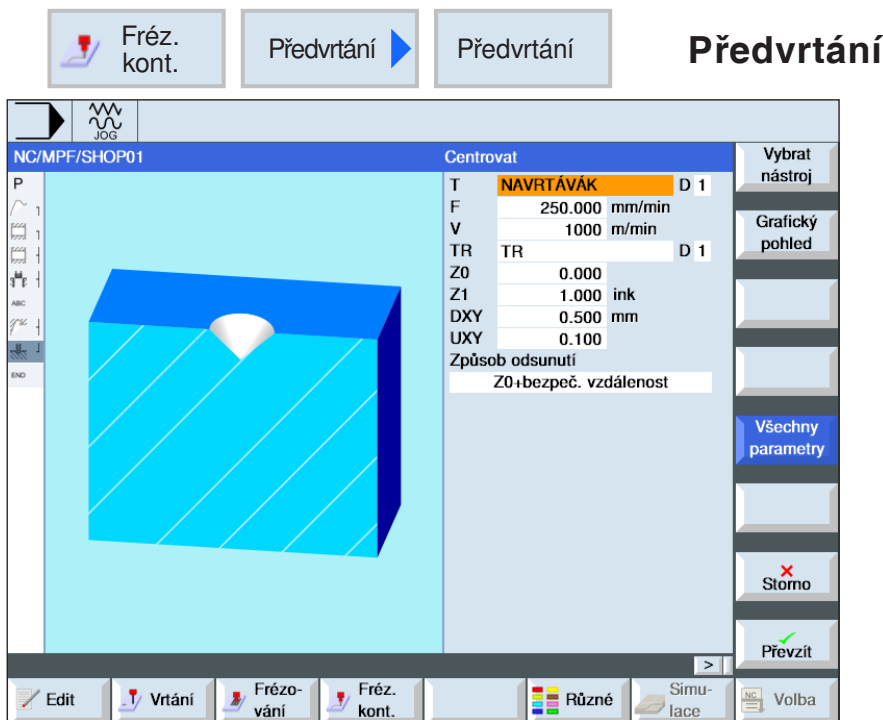 Fréz.
kont.
Předvrtání
Předvrtání
Předvrtání
JOG
NC/MPF/SHOP01
Centrovat
P
ABC
END
T NAVRTÁVÁK D 1
F 250.000 mm/min
V 1000 m/min
TR TR D 1
Z0 0.000
Z1 1.000 ink
DXY 0.500 mm
UXY 0.100
Způsob odsunutí
Z0+bezpeč. vzdálenost
Vybrat
nástroj
Grafický
pohled
Všechny
parametry
Storno
Převzít
>
Edit
Vrtání
Frézo-
vání
Fréz.
kont.
Různé
Simu-
lace
NC
Volba